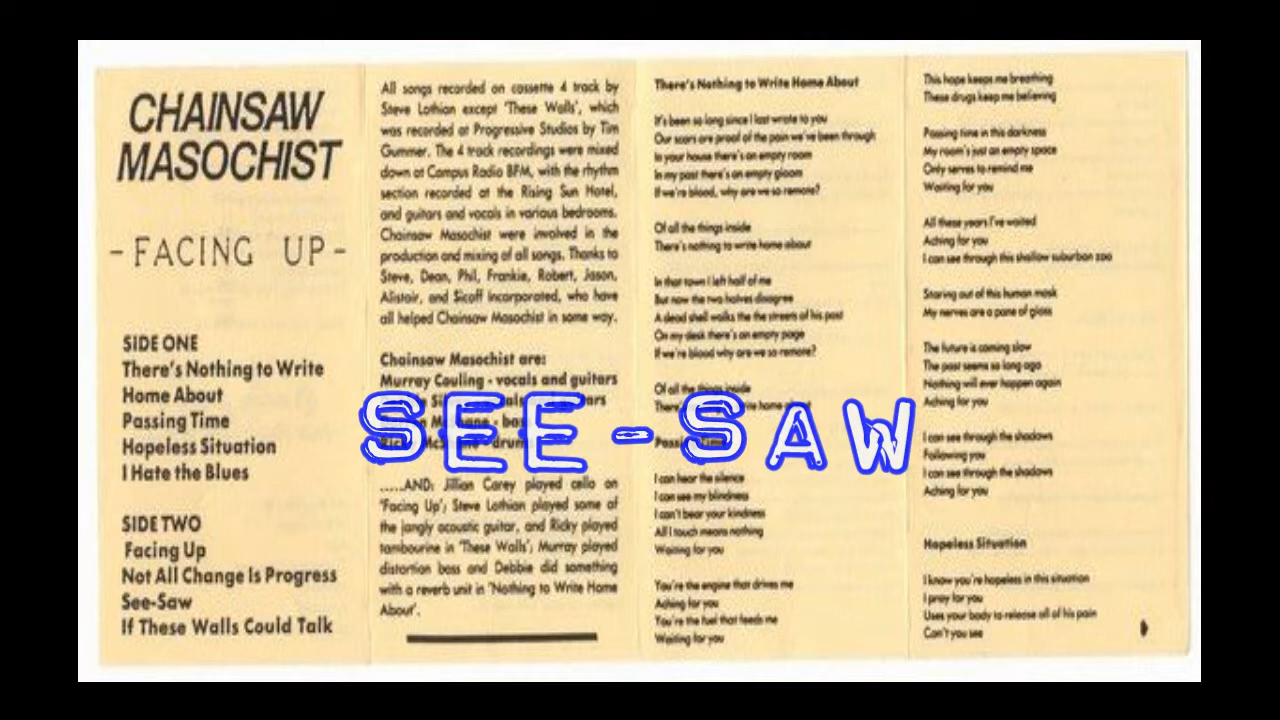 CHAINSAW
MASOCHIST
-FACING UP-
SIDE ONE
There's Nothing to Write
Home About
Passing Time
Hopeless Situation
I Hate the Blues
SIDE TWO
Facing Up
Not All Change Is Progress
See-Saw
If These Walls Could Talk
All songs recorded on cassette 4 track by
Steve Lothian except 'These Walls', which
was recorded at Progressive Studios by Tim
Gummer. The 4 track recordings were mixed
down at Campus Radio BFM, with the rhythm
section recorded at the Rising Sun Hotel,
and guitars and vocals in various bedrooms.
Chainsaw Masochist were involved in the
production and mixing of all songs. Thanks to
Steve, Dean, Phil, Frankie, Robert, Jason,
Alistair, and Sicoff Incorporated, who have
all helped Chainsaw Masochist in some way.
Chainsaw Masochist are:
Murray Couling - vocals and guitars
.....AND: Jillian Carey played cello on
'Facing Up'; Steve Lothian played some of
the jangly acoustic guitar, and Ricky played
tambourine in 'These Walls'; Murray played
distortion bass and Debbie did something
with a reverb unit in 'Nothing to Write Home
About'.
There's Nothing to Write Home About
It's been so long since I last wrote to you
Our scars are proof of the pain we've been through
In your house there's an empty room
In my past there's an empty gloom
If we're blood, why are we so remote?
Of all the things inside
There's nothing to write home about
In that town I left half of me
But now the two halves disagree
A dead shell walks the the streets of his past
On my desk there's an empty page
If we're blood why are we so remote?
Of all the things inside
home about
Passing Time
I can hear the silence
I can see my blindness
I can't bear your kindness
All I touch means nothing
Waiting for you
You're the engine that drives me
Aching for you
You're the fuel that feeds me
Waiting for you
This hope keeps me breathing
These drugs keep me believing
Passing time in this darkness
My room's just an empty space
Only serves to remind me
Waiting for you
All these years I've waited
Aching for you
I can see through this shallow suburban zoo
Staring out of this human mask
My nerves are a pane of glass
The future is coming slow
The past seems so long ago
Nothing will ever happen again
Aching for you
I can see through the shadows
Following you
I can see through the shadows
Aching for you
Hopeless Situation
I know you're hopeless in this situation
I pray for you
Uses your body to release all of his pain
Can't you see
SEE-SAW